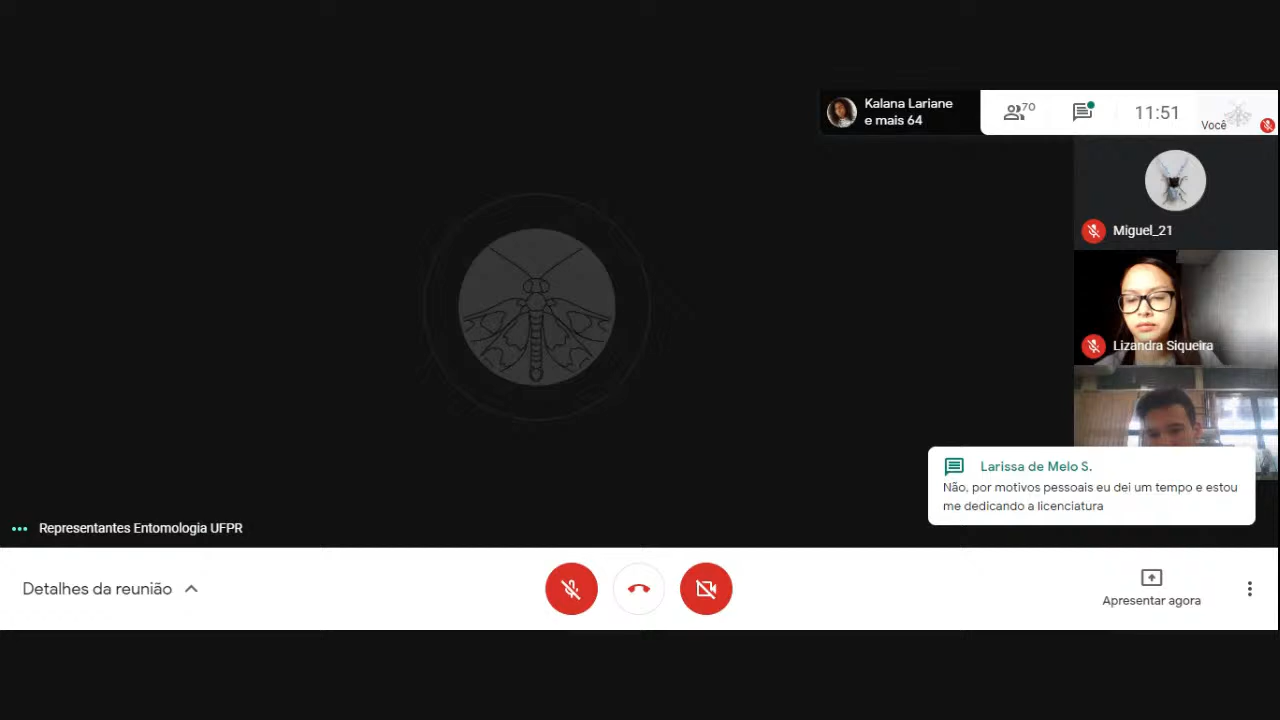 Kalana Lariane
e mais 64
70
11:51
Você
Miguel_21
Lizandra Siqueira
Larissa de Melo S.
Não, por motivos pessoais eu dei um tempo e estou
me dedicando a licenciatura
Representantes Entomologia UFPR
Detalhes da reunião
Apresentar agora